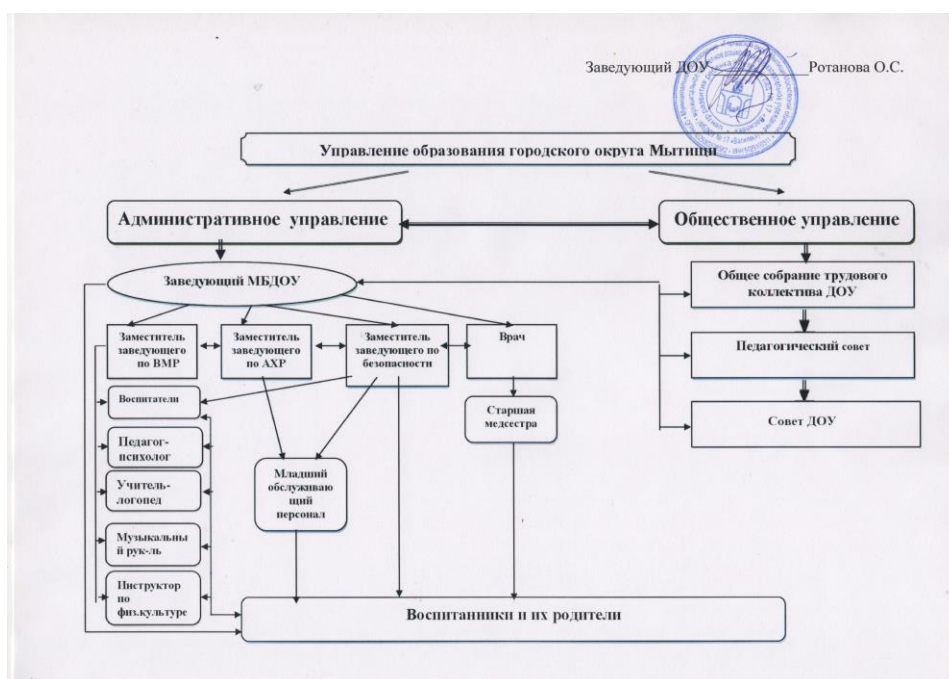 Заведующий ДОУ______________Ротанова О.С.
Управление образования городского округа Мытищи
Административное управление
Общественное управление
Заведующий МБДОУ
Общее собрание трудового
коллектива ДОУ
Заместитель
заведующего
по ВМР
Заместитель
заведующего
по АХР
Заместитель
заведующего по
безопасности
Врач
Педагогический совет
Воспитатели
Старшая
медсестра
Совет ДОУ
Педагог-
психолог
Младший
обслуживаю
щий
персонал
Учитель-
логопед
Музыкальны
й рук-ль
Инструктор
по
физ.культуре
Воспитанники и их родители